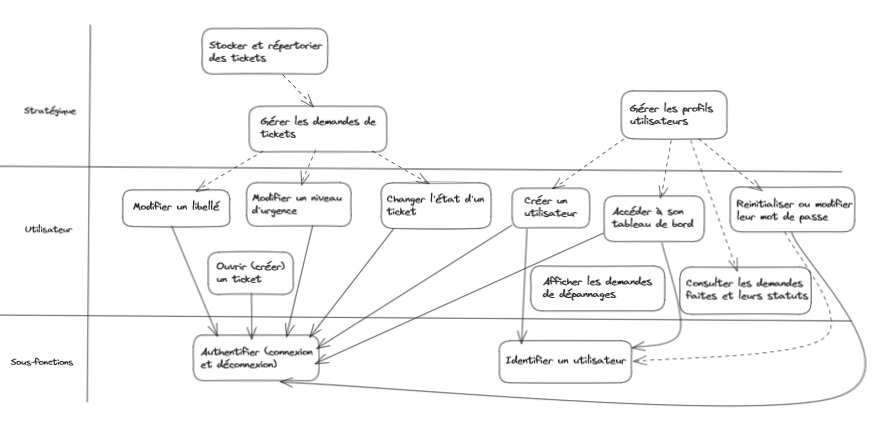 Stocker et répertorier
des tickets
Stratégique
Gérer les demandes de
tickets
Gérer les profils
utilisateurs
Utilisateur
Modifier un libellé
Modifier un niveau
d'urgence
Changer l'état d'un
ticket
Créer un
utilisateur
Accéder à son
tableau de bord
Reinitialiser ou modifier
leur mot de passe
Ouvrir (créer)
un ticket
Afficher les demandes
de dépannages
Consulter les demandes
faites et leurs statuts
Sous-fonctions
Authentifier (connexion
et déconnexion)
Identifier un utilisateur